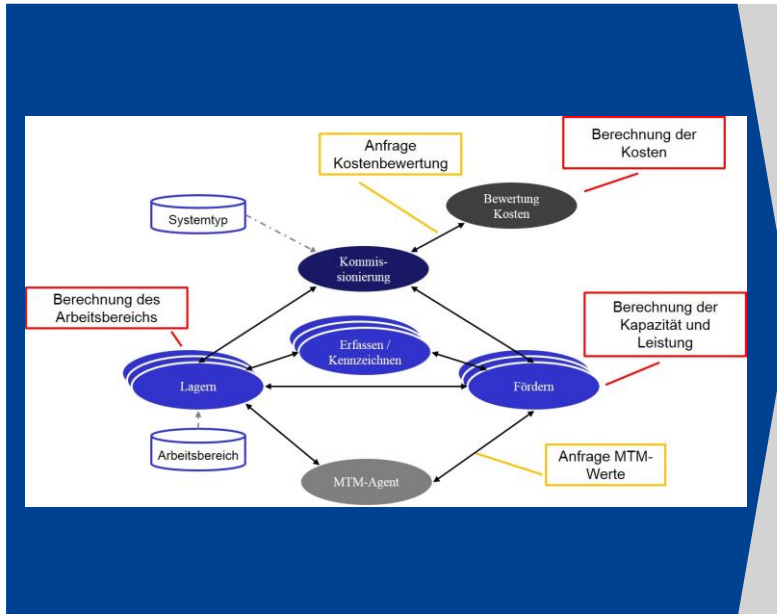 Anfrage
Kostenbewertung
Berechnung der
Kosten
Bewertung
Kosten
Systemtyp
Kommis-
sionierung
Berechnung des
Arbeitsbereichs
Berechnung der
Kapazität und
Leistung
Erfassen /
Kennzeichnen
Lagern
Fördern
Arbeitsbereich
Anfrage MTM-
Werte
MTM-Agent